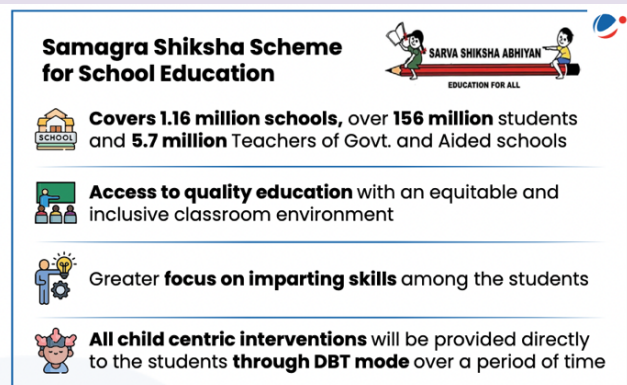 Samagra Shiksha Scheme
for School Education
SARVA SHIKSHA ABHIYAN
EDUCATION FOR ALL
SCHOOL
Covers 1.16 million schools, over 156 million students
and 5.7 million Teachers of Govt. and Aided schools
Access to quality education with an equitable and
inclusive classroom environment
Greater focus on imparting skills among the students
All child centric interventions will be provided directly
to the students through DBT mode over a period of time